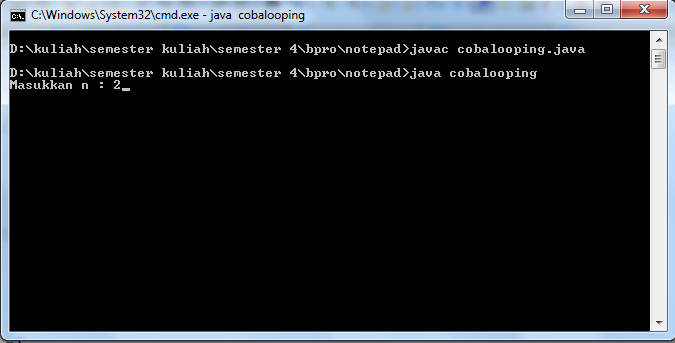 C:\Windows\System32\cmd.exe - java  cobalooping
D:\kuliah\semester kuliah\semester 4\bpro\notepad>javac cobalooping.java
D:\kuliah\semester kuliah\semester 4\bpro\notepad>java cobalooping
Masukkan n : 2_